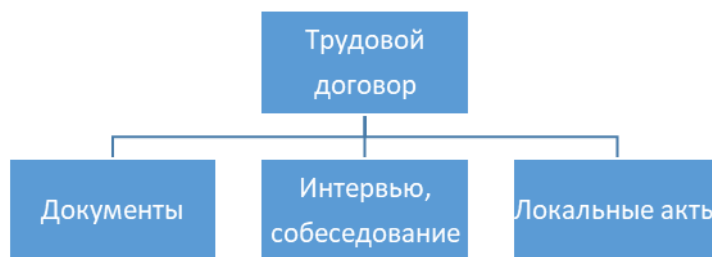 Трудовой
договор
Документы
Интервью,
собеседование
Локальные акты